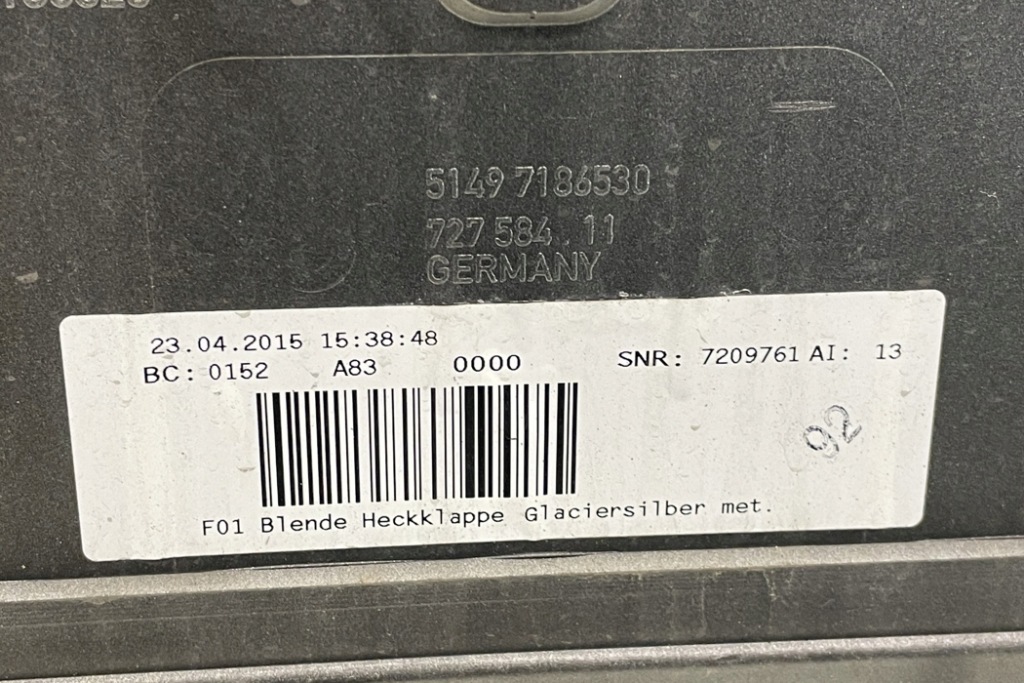 5149 7186530
727 584 . 11
GERMANY
23.04.2015 15:38:48
BC: 0152 A83 0000 SNR: 7209761 AI: 13
92
F01 Blende Heckklappe Glaciersilber met.